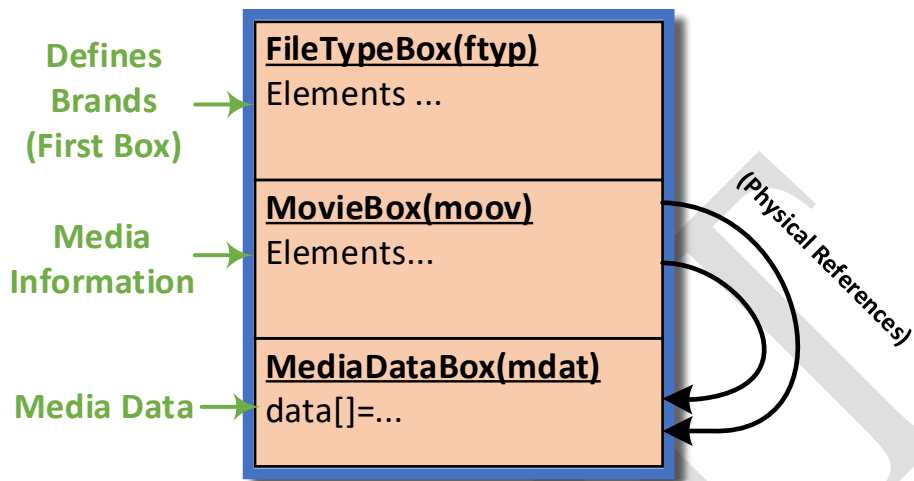 Defines
Brands
(First Box)
FileTypeBox(ftyp)
Elements ...
Media
Information
MovieBox(moov)
Elements...
(Physical References)
Media Data
MediaDataBox(mdat)
data[]=...